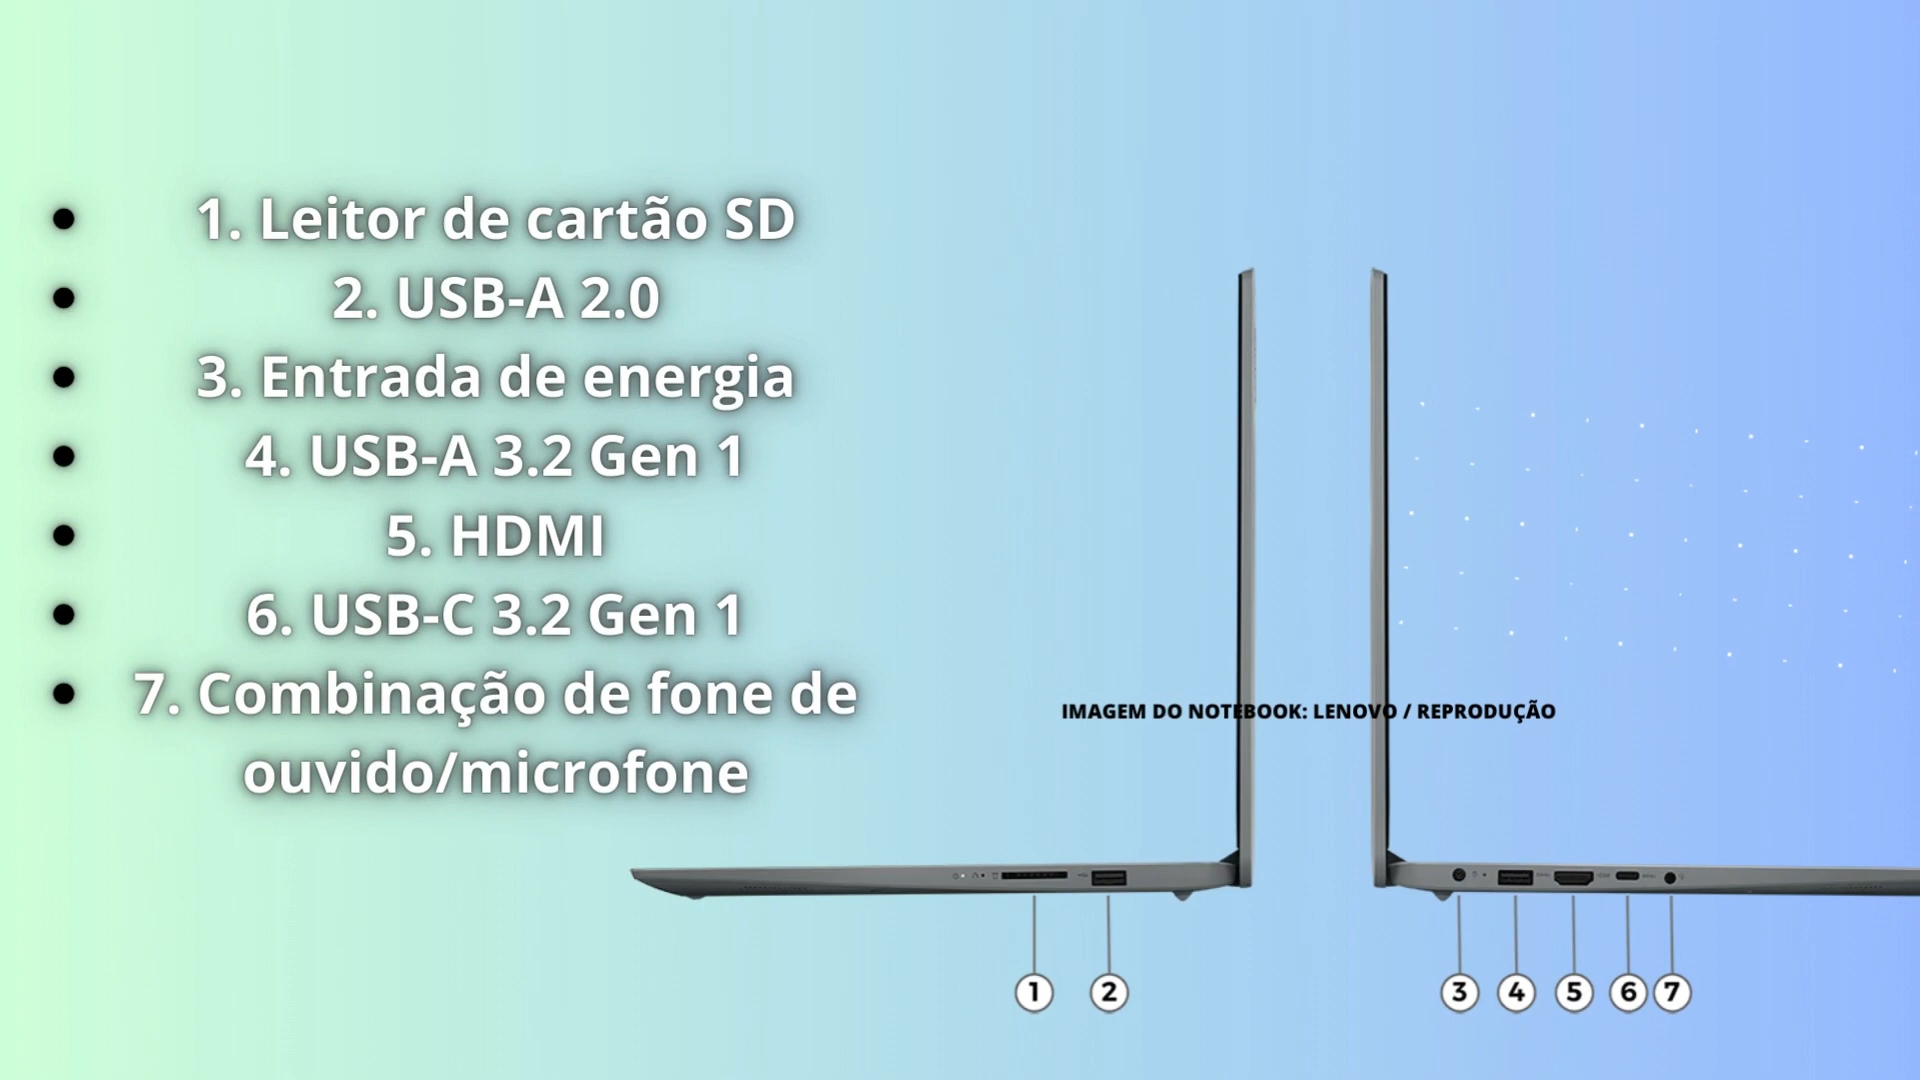 1. Leitor de cartão SD
2. USB-A 2.0
3. Entrada de energia
4. USB-A 3.2 Gen 1
5. HDMI
6. USB-C 3.2 Gen 1
7. Combinação de fone de
ouvido/microfone
IMAGEM DO NOTEBOOK: LENOVO / REPRODUÇÃO
1 2 3 4 5 6 7